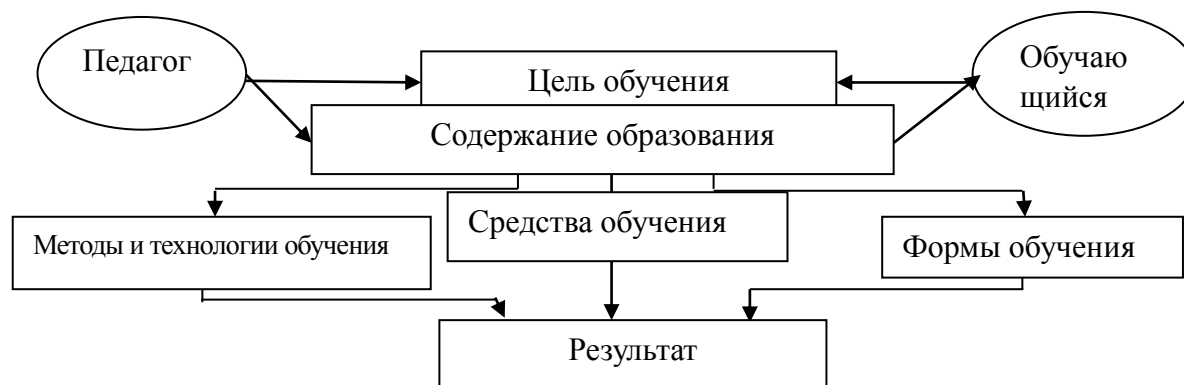 Педагог
Цель обучения
Обучаю
щийся
Содержание образования
Методы и технологии обучения
Средства обучения
Формы обучения
Результат